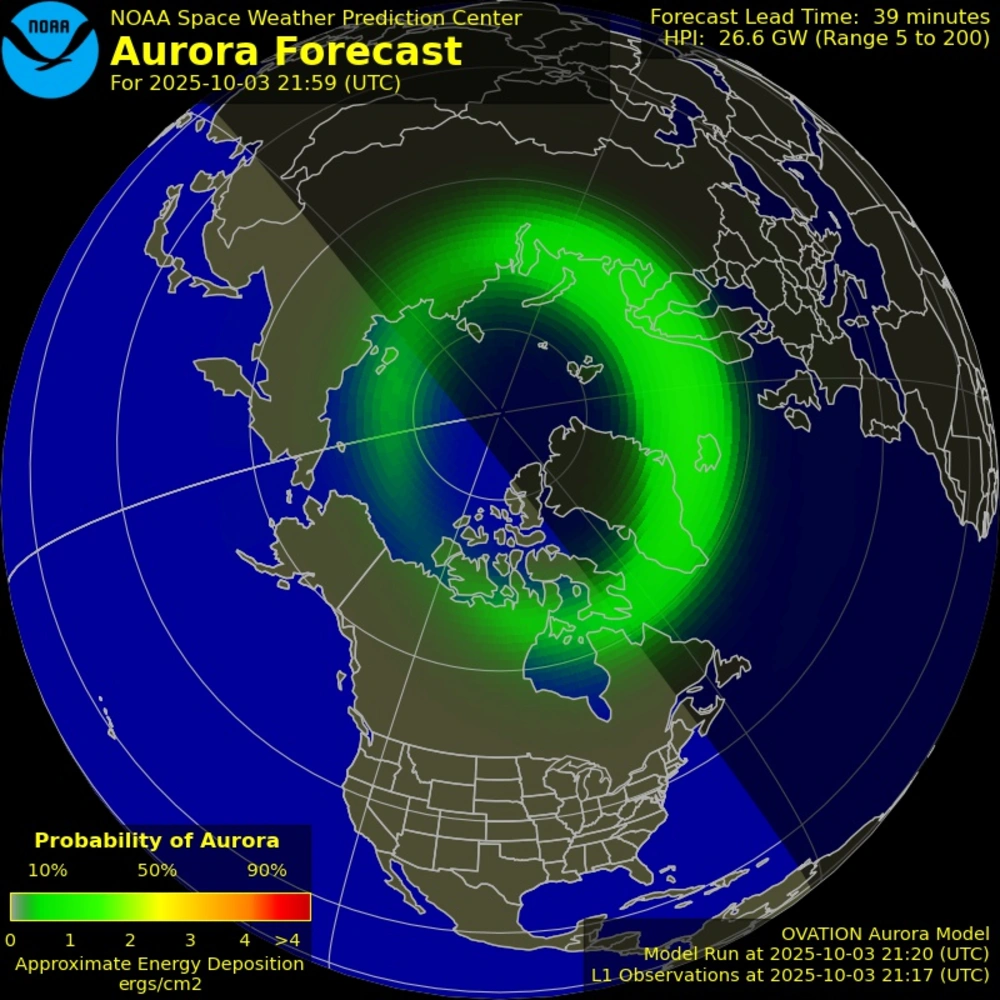 NOAA
NOAA Space Weather Prediction Center
Aurora Forecast
For 2025-10-03 21:59 (UTC)
Forecast Lead Time: 39 minutes
HPI: 26.6 GW (Range 5 to 200)
Probability of Aurora
10% 50% 90%
0 1 2 3 4 >4
Approximate Energy Deposition
ergs/cm2
OVATION Aurora Model
Model Run at 2025-10-03 21:20 (UTC)
L1 Observations at 2025-10-03 21:17 (UTC)